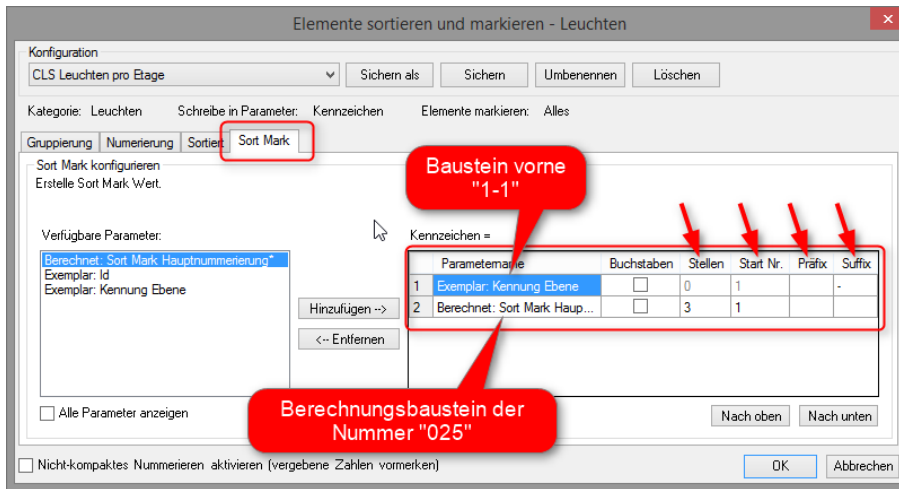 Elemente sortieren und markieren - Leuchten
Konfiguration
CLS Leuchten pro Etage
Sichern als
Sichern
Umbenennen
Löschen
Kategorie: Leuchten Schreibe in Parameter: Kennzeichen Elemente markieren: Alles
Gruppierung Numerierung Sortiert Sort Mark
Sort Mark konfigurieren
Erstelle Sort Mark Wert.
Baustein vorne
"1-1"
Verfügbare Parameter:
Berechnet: Sort Mark Hauptnummerierung*
Exemplar: Id
Exemplar: Kennung Ebene
Hinzufügen -->
<-- Entfernen
Kennzeichen =
Parametername Buchstaben Stellen Start Nr. Präfix Suffix
1 Exemplar: Kennung Ebene 0 1 -
2 Berechnet: Sort Mark Haup... 3 1
Berechnungsbaustein der
Nummer "025"
Alle Parameter anzeigen
Nach oben
Nach unten
Nicht-kompaktes Nummerieren aktivieren (vergebene Zahlen vormerken)
OK
Abbrechen